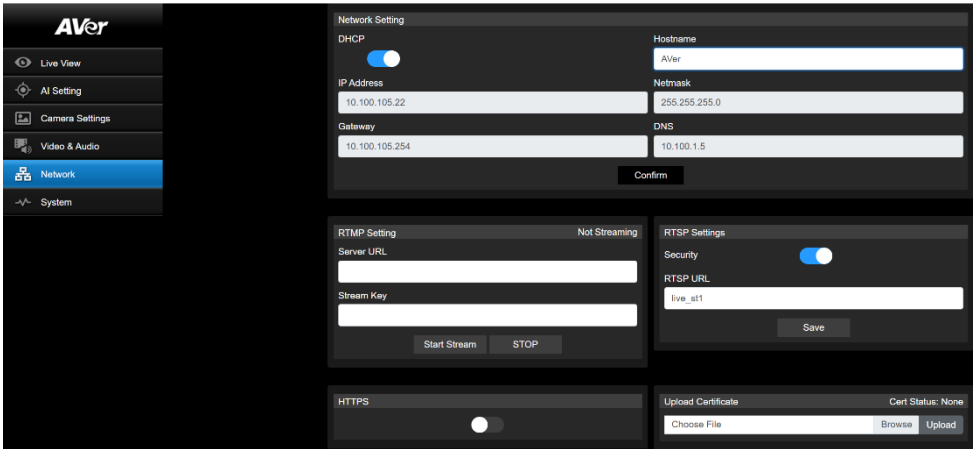 AVer
Live View
AI Setting
Camera Settings
Video & Audio
Network
System
Network Setting
DHCP
Hostname
AVer
IP Address
Netmask
10.100.105.22
255.255.255.0
Gateway
DNS
10.100.105.254
10.100.1.5
Confirm
RTMP Setting Not Streaming
Server URL
Stream Key
Start Stream STOP
RTSP Settings
Security
RTSP URL
live_st1
Save
HTTPS
Upload Certificate Cert Status: None
Choose File Browse Upload